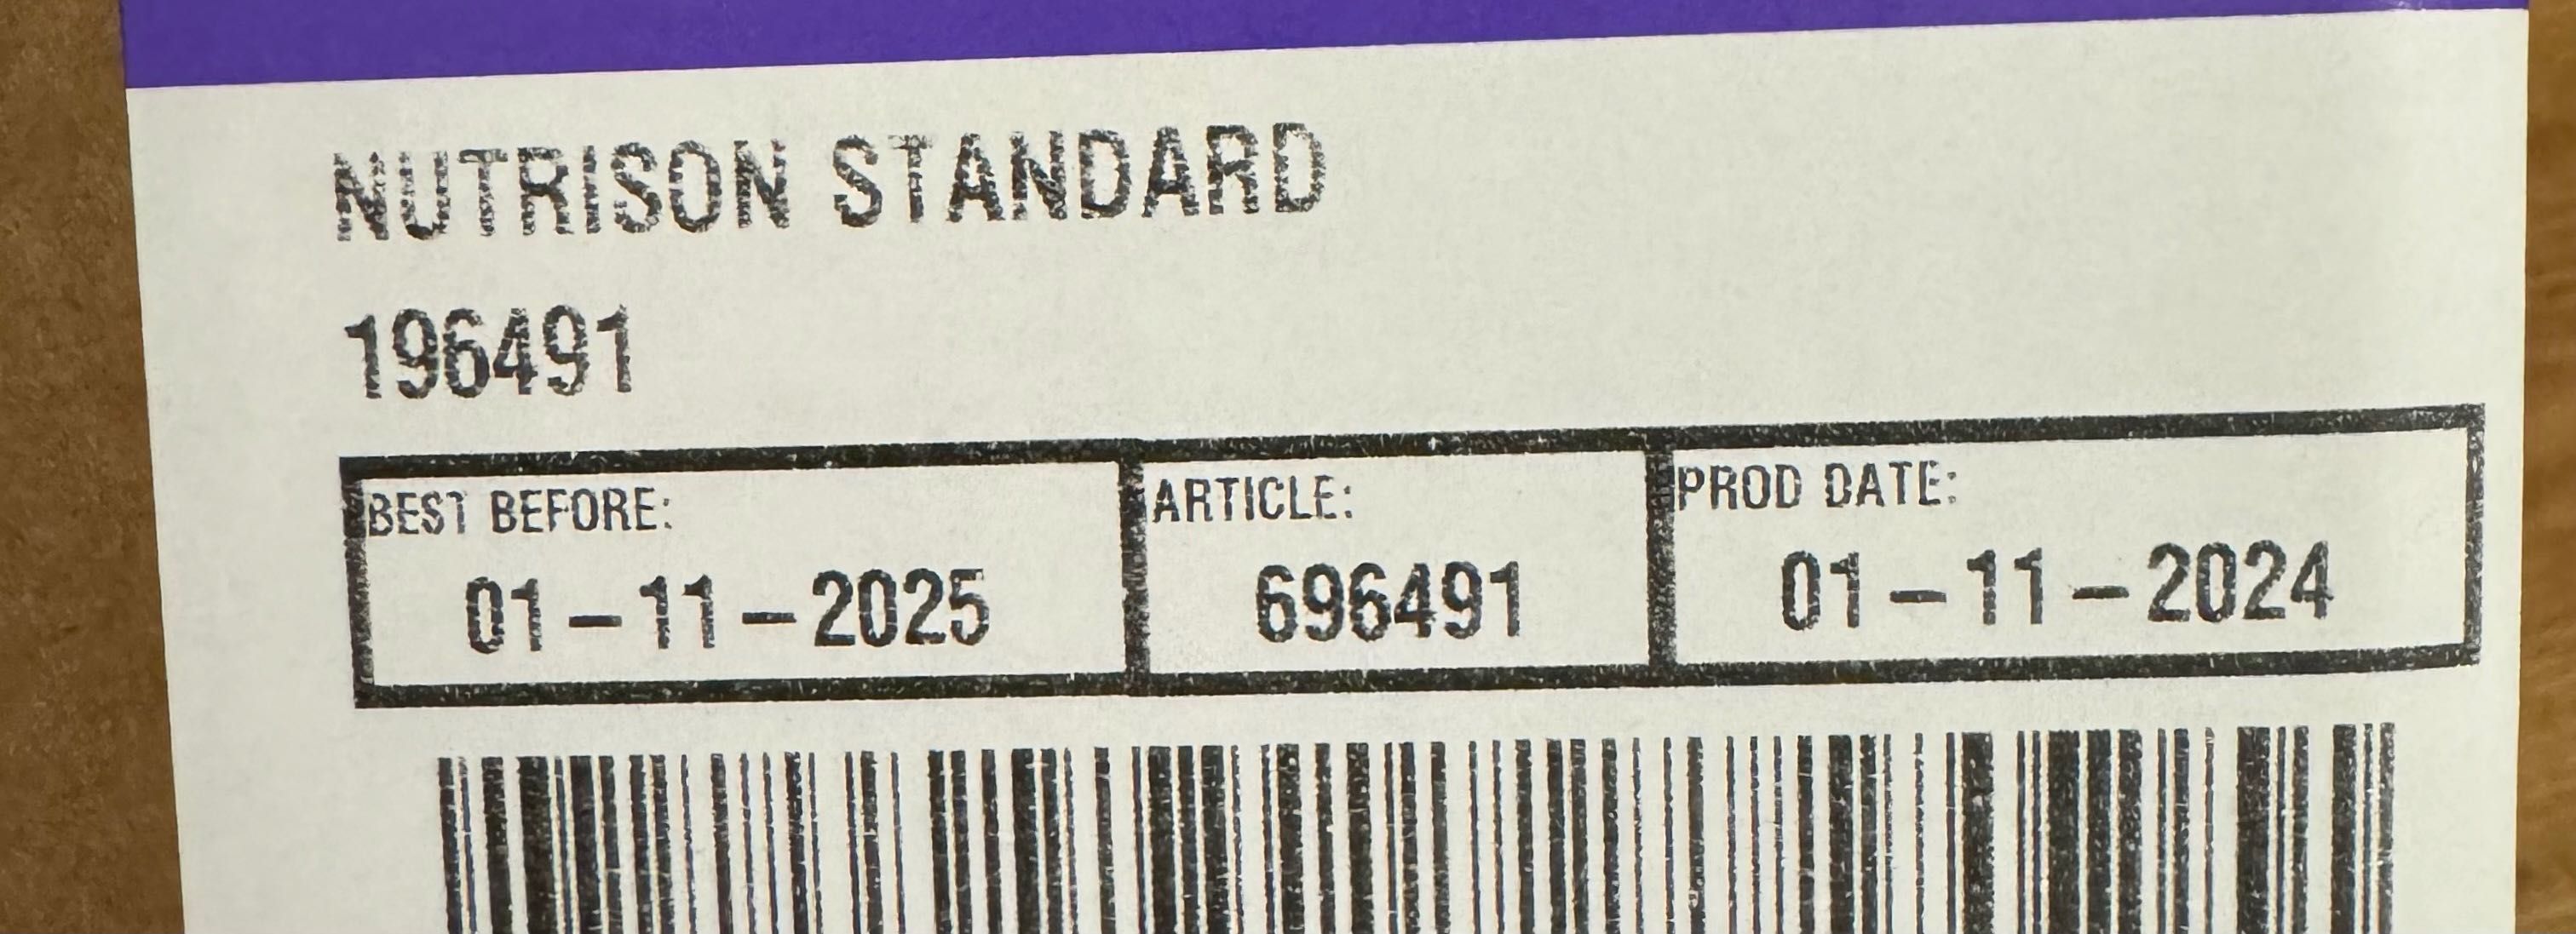 NUTRISON STANDARD
196491
BEST BEFORE: ARTICLE: PROD DATE:
01-11-2025 696491 01-11-2024